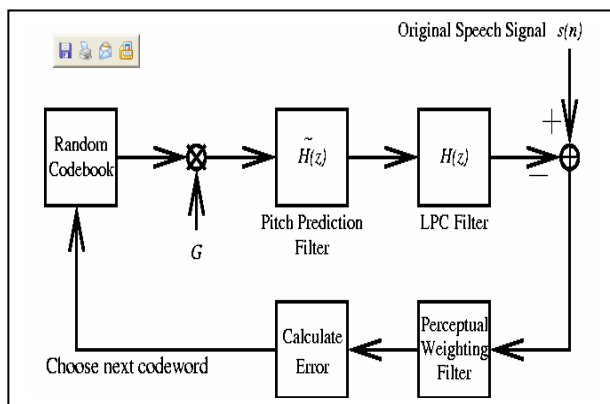 Original Speech Signal s(n)
+
Random
Codebook
H̃(z)
H(z)
−
G
Pitch Prediction
Filter
LPC Filter
Calculate
Error
Perceptual
Weighting
Filter
Choose next codeword